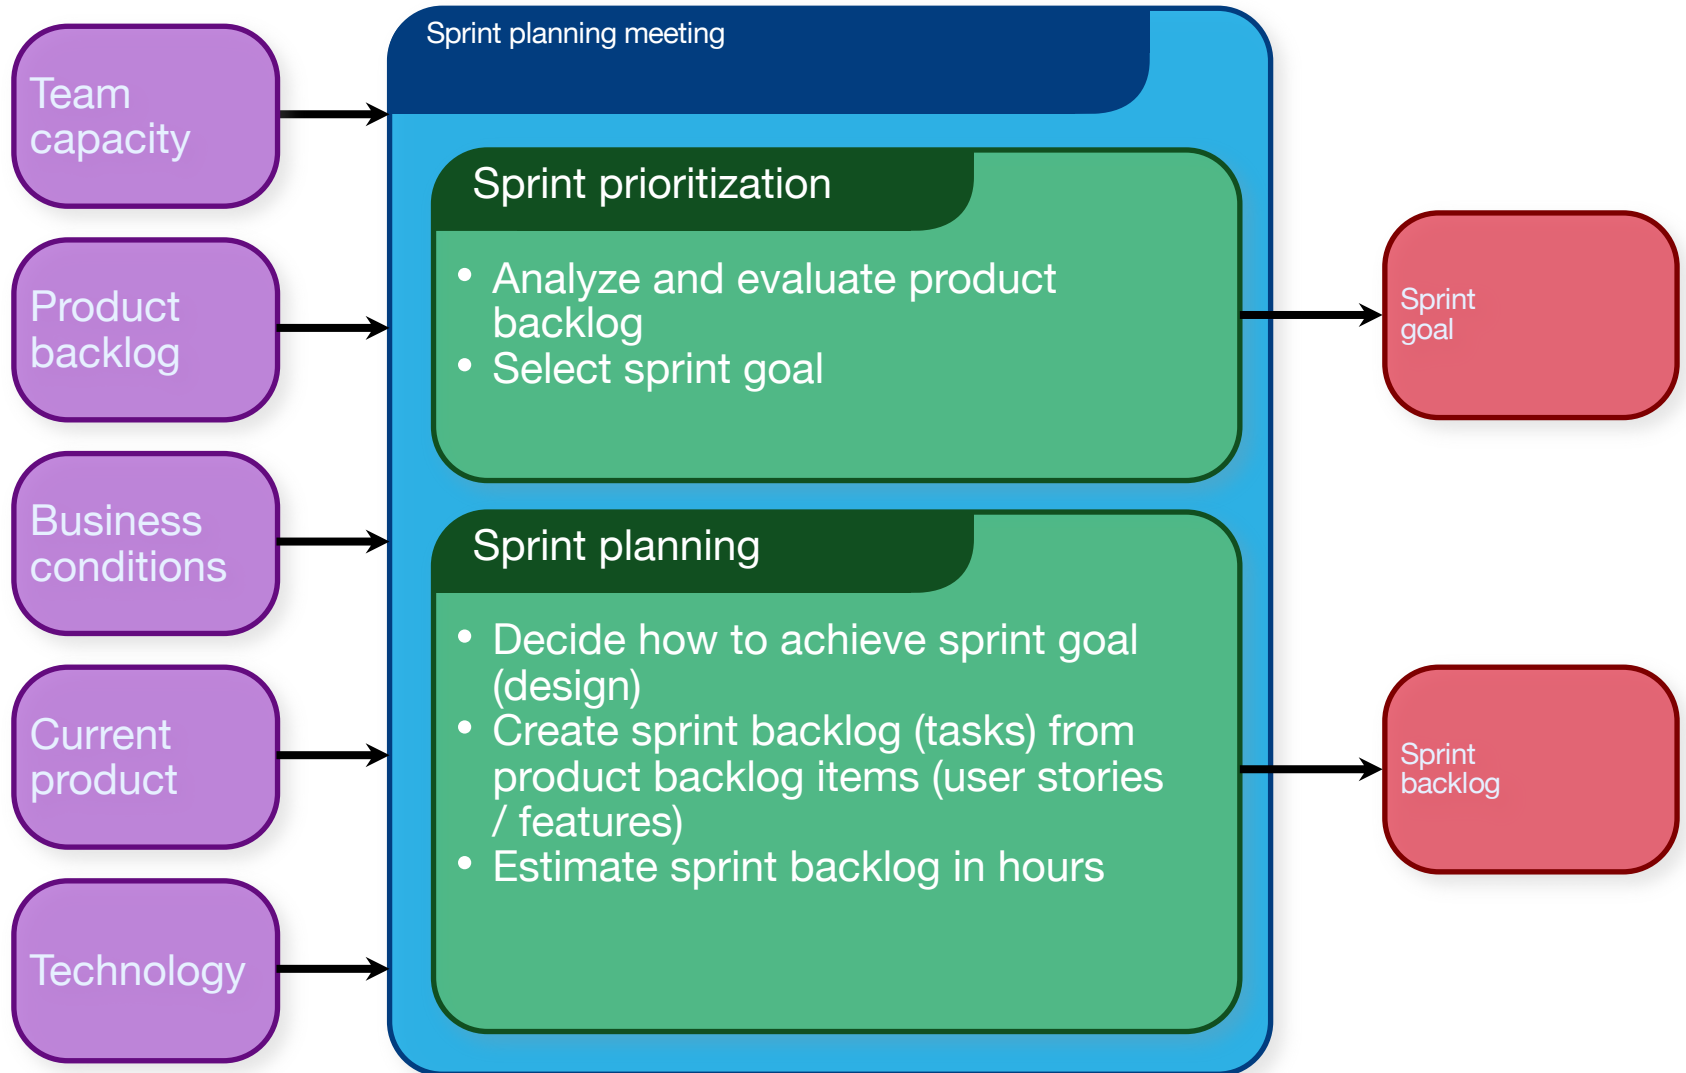 Team
capacity
Product
backlog
Business
conditions
Current
product
Technology
Sprint planning meeting
Sprint prioritization
• Analyze and evaluate product
backlog
• Select sprint goal
Sprint planning
• Decide how to achieve sprint goal
(design)
• Create sprint backlog (tasks) from
product backlog items (user stories
/ features)
• Estimate sprint backlog in hours
Sprint
goal
Sprint
backlog